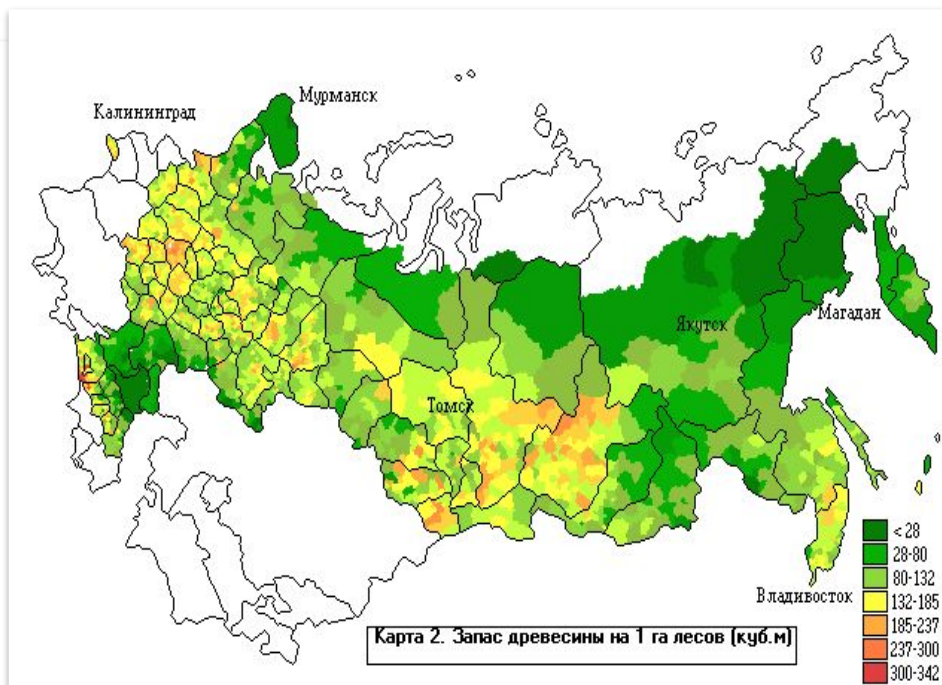 Мурманск
Калининград
Якутск
Магадан
Томск
Владивосток
Карта 2. Запас древесины на 1 га лесов (куб.м)
< 28
28-80
80-132
132-185
185-237
237-300
300-342